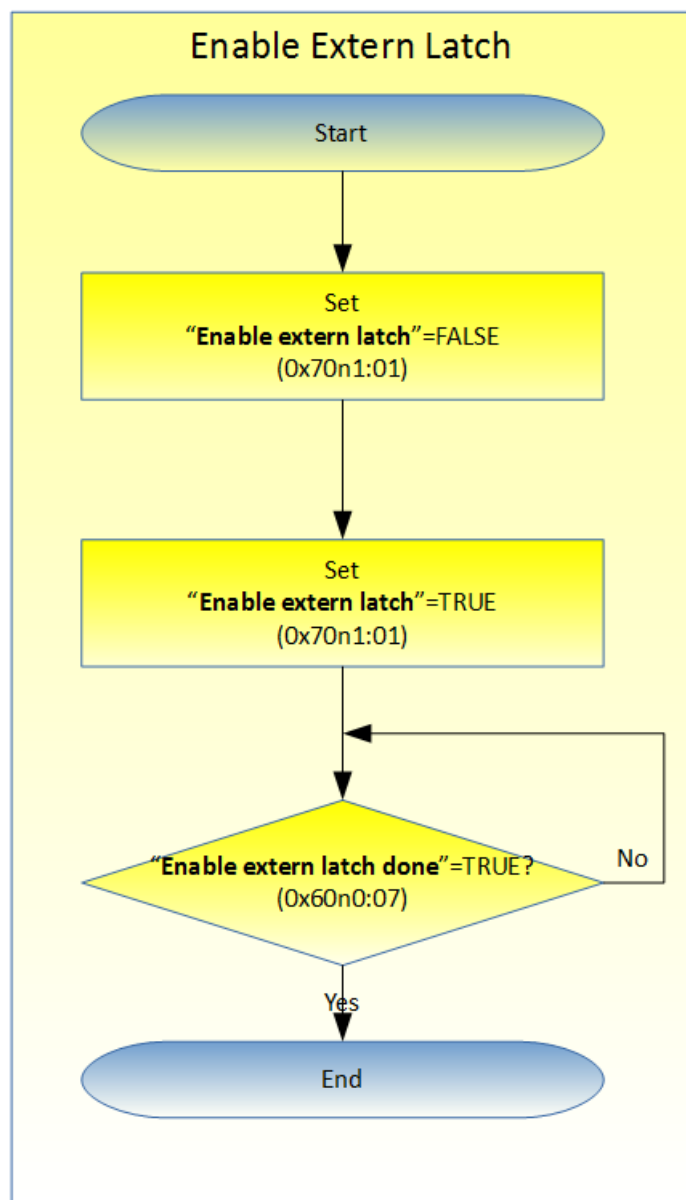 Enable Extern Latch
Start
Set
“Enable extern latch”=FALSE
(0x70n1:01)
Set
“Enable extern latch”=TRUE
(0x70n1:01)
“Enable extern latch done”=TRUE?
(0x60n0:07)
No
Yes
End